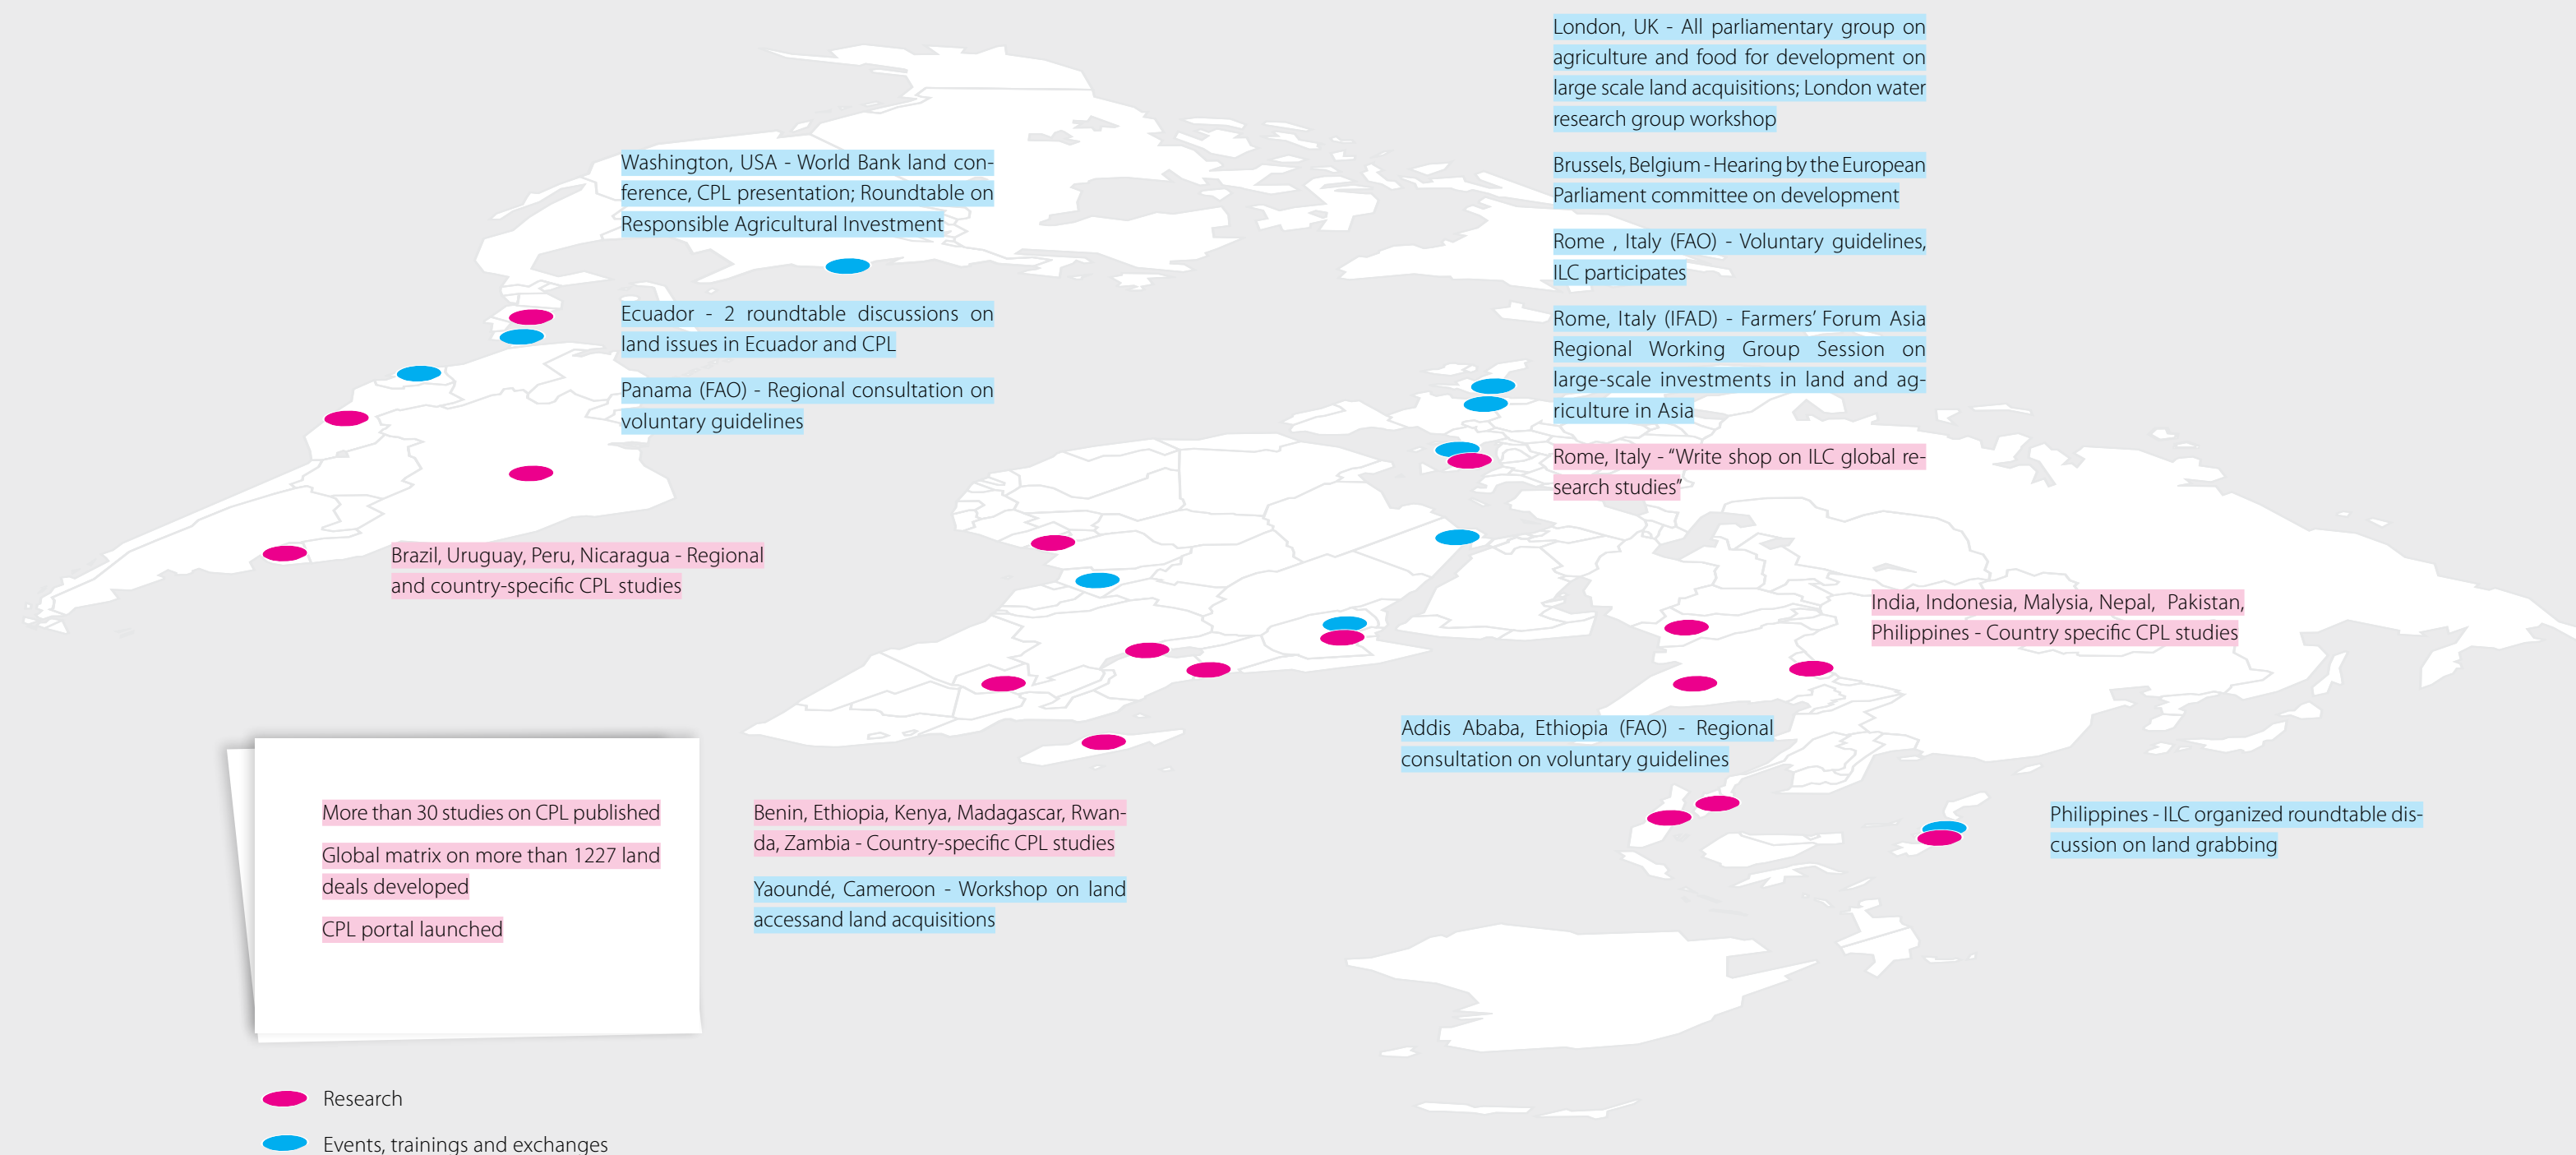 Washington, USA - World Bank land con-
ference, CPL presentation; Roundtable on
Responsible Agricultural Investment
Ecuador - 2 roundtable discussions on
land issues in Ecuador and CPL
Panama (FAO) - Regional consultation on
voluntary guidelines
Brazil, Uruguay, Peru, Nicaragua - Regional
and country-specific CPL studies
London, UK - All parliamentary group on
agriculture and food for development on
large scale land acquisitions; London water
research group workshop
Brussels, Belgium - Hearing by the European
Parliament committee on development
Rome , Italy (FAO) - Voluntary guidelines,
ILC participates
Rome, Italy (IFAD) - Farmers’ Forum Asia
Regional Working Group Session on
large-scale investments in land and ag-
riculture in Asia
Rome, Italy - “Write shop on ILC global re-
search studies”
India, Indonesia, Malysia, Nepal, Pakistan,
Philippines - Country specific CPL studies
Addis Ababa, Ethiopia (FAO) - Regional
consultation on voluntary guidelines
Philippines - ILC organized roundtable dis-
cussion on land grabbing
Benin, Ethiopia, Kenya, Madagascar, Rwan-
da, Zambia - Country-specific CPL studies
Yaoundé, Cameroon - Workshop on land
accessand land acquisitions
More than 30 studies on CPL published
Global matrix on more than 1227 land
deals developed
CPL portal launched
Research
Events, trainings and exchanges